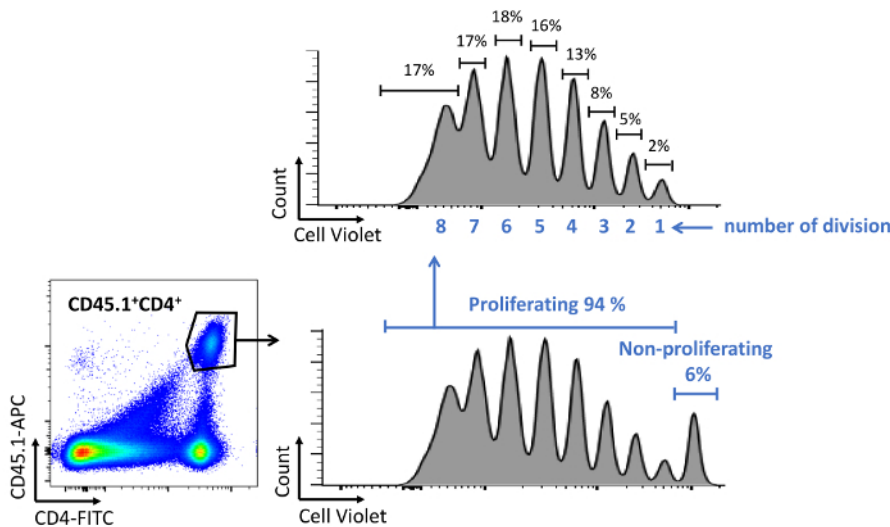 18%
17%
16%
17%
13%
8%
5%
2%
Count
8 7 6 5 4 3 2 1 number of division
Cell Violet
CD45.1⁺CD4⁺
Proliferating 94 %
Non-proliferating
6%
CD45.1-APC
CD4-FITC
Count
Cell Violet